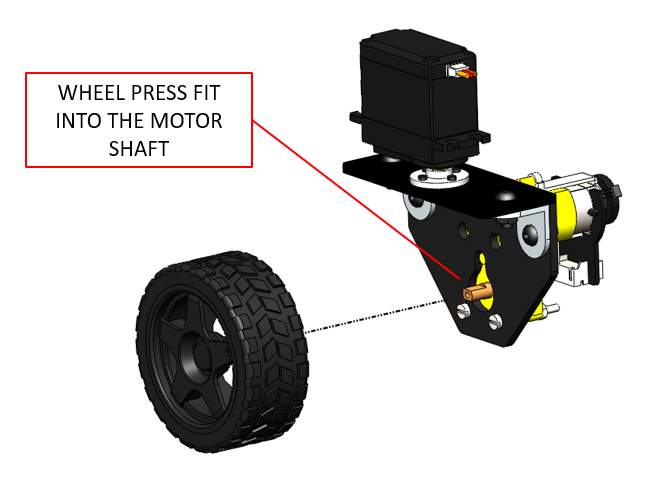 WHEEL PRESS FIT
INTO THE MOTOR
SHAFT